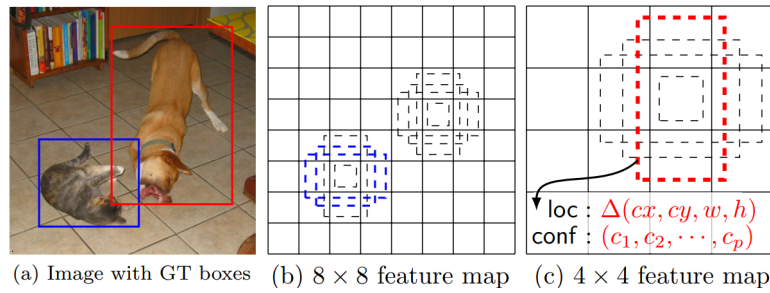 loc : Δ(cx, cy, w, h)
conf : (c₁, c₂, ⋯, cₚ)
(a) Image with GT boxes
(b) 8 × 8 feature map
(c) 4 × 4 feature map